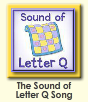 Sound of
Letter Q
The Sound of
Letter Q Song